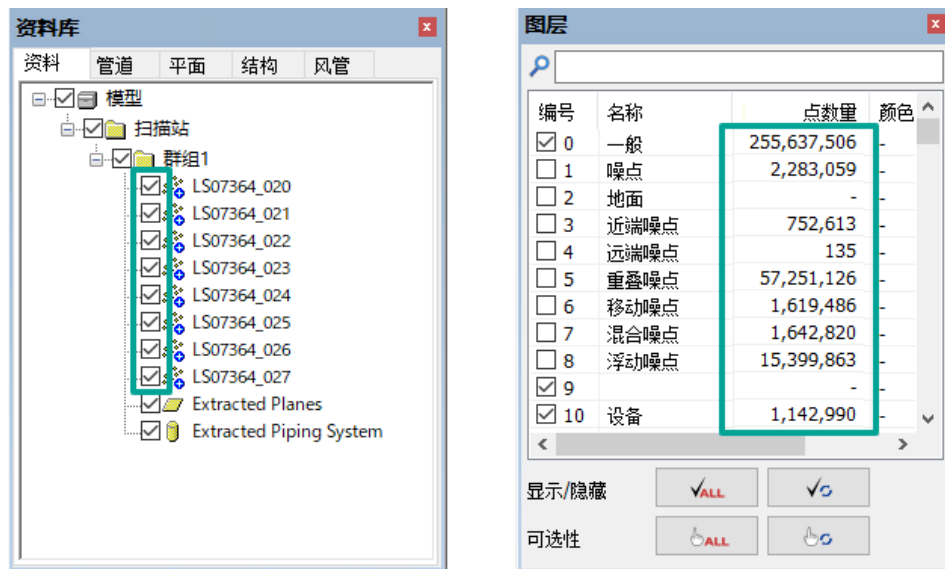 资料库
资料 管道 平面 结构 风管
模型
扫描站
群组1
LS07364_020
LS07364_021
LS07364_022
LS07364_023
LS07364_024
LS07364_025
LS07364_026
LS07364_027
Extracted Planes
Extracted Piping System
图层
编号 名称 点数量 颜色
0 一般 255,637,506 -
1 噪点 2,283,059 -
2 地面 - -
3 近端噪点 752,613 -
4 远端噪点 135 -
5 重叠噪点 57,251,126 -
6 移动噪点 1,619,486 -
7 混合噪点 1,642,820 -
8 浮动噪点 15,399,863 -
9 - -
10 设备 1,142,990 -
显示/隐藏 ALL
可选性 ALL